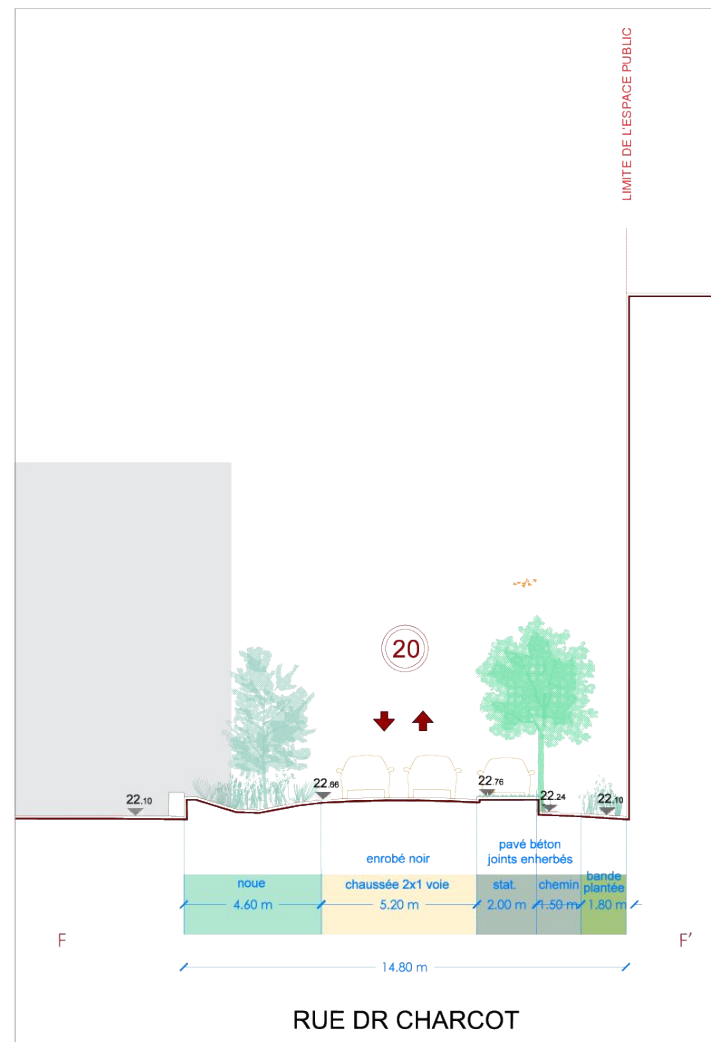 LIMITE DE L'ESPACE PUBLIC
20
22.10
22.66
22.76
22.24
22.10
enrobé noir
pavé béton
joints enherbés
noue
chaussée 2x1 voie
stat.
chemin
bande
plantée
4.60 m
5.20 m
2.00 m
1.50 m
1.80 m
F
F'
14.80 m
RUE DR CHARCOT